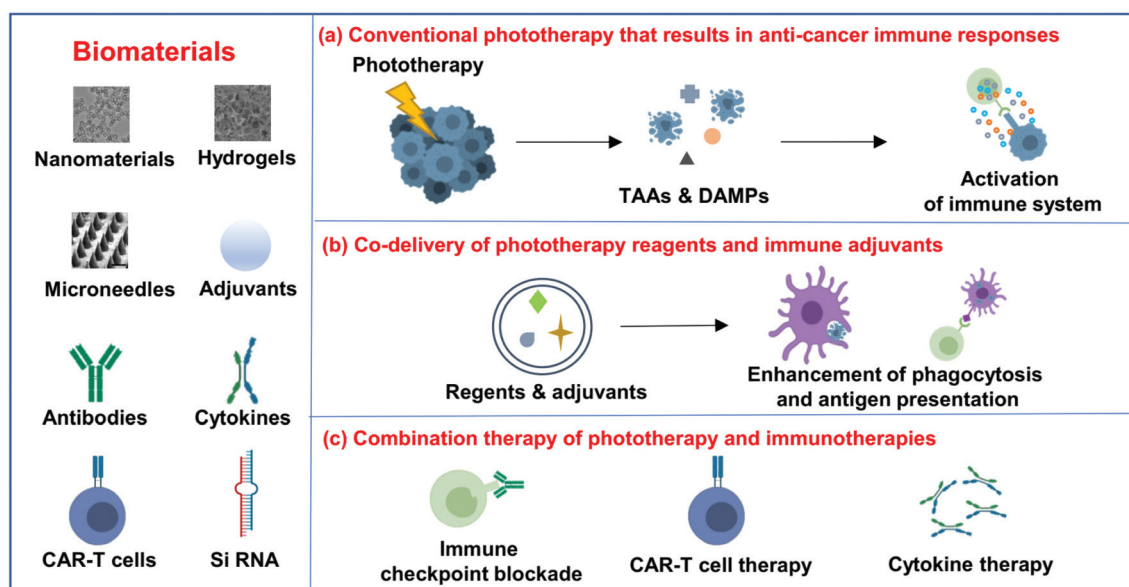 Biomaterials
Nanomaterials
Hydrogels
Microneedles
Adjuvants
Antibodies
Cytokines
CAR-T cells
Si RNA
(a) Conventional phototherapy that results in anti-cancer immune responses
Phototherapy
TAAs & DAMPs
Activation
of immune system
(b) Co-delivery of phototherapy reagents and immune adjuvants
Regents & adjuvants
Enhancement of phagocytosis
and antigen presentation
(c) Combination therapy of phototherapy and immunotherapies
Immune
checkpoint blockade
CAR-T cell therapy
Cytokine therapy